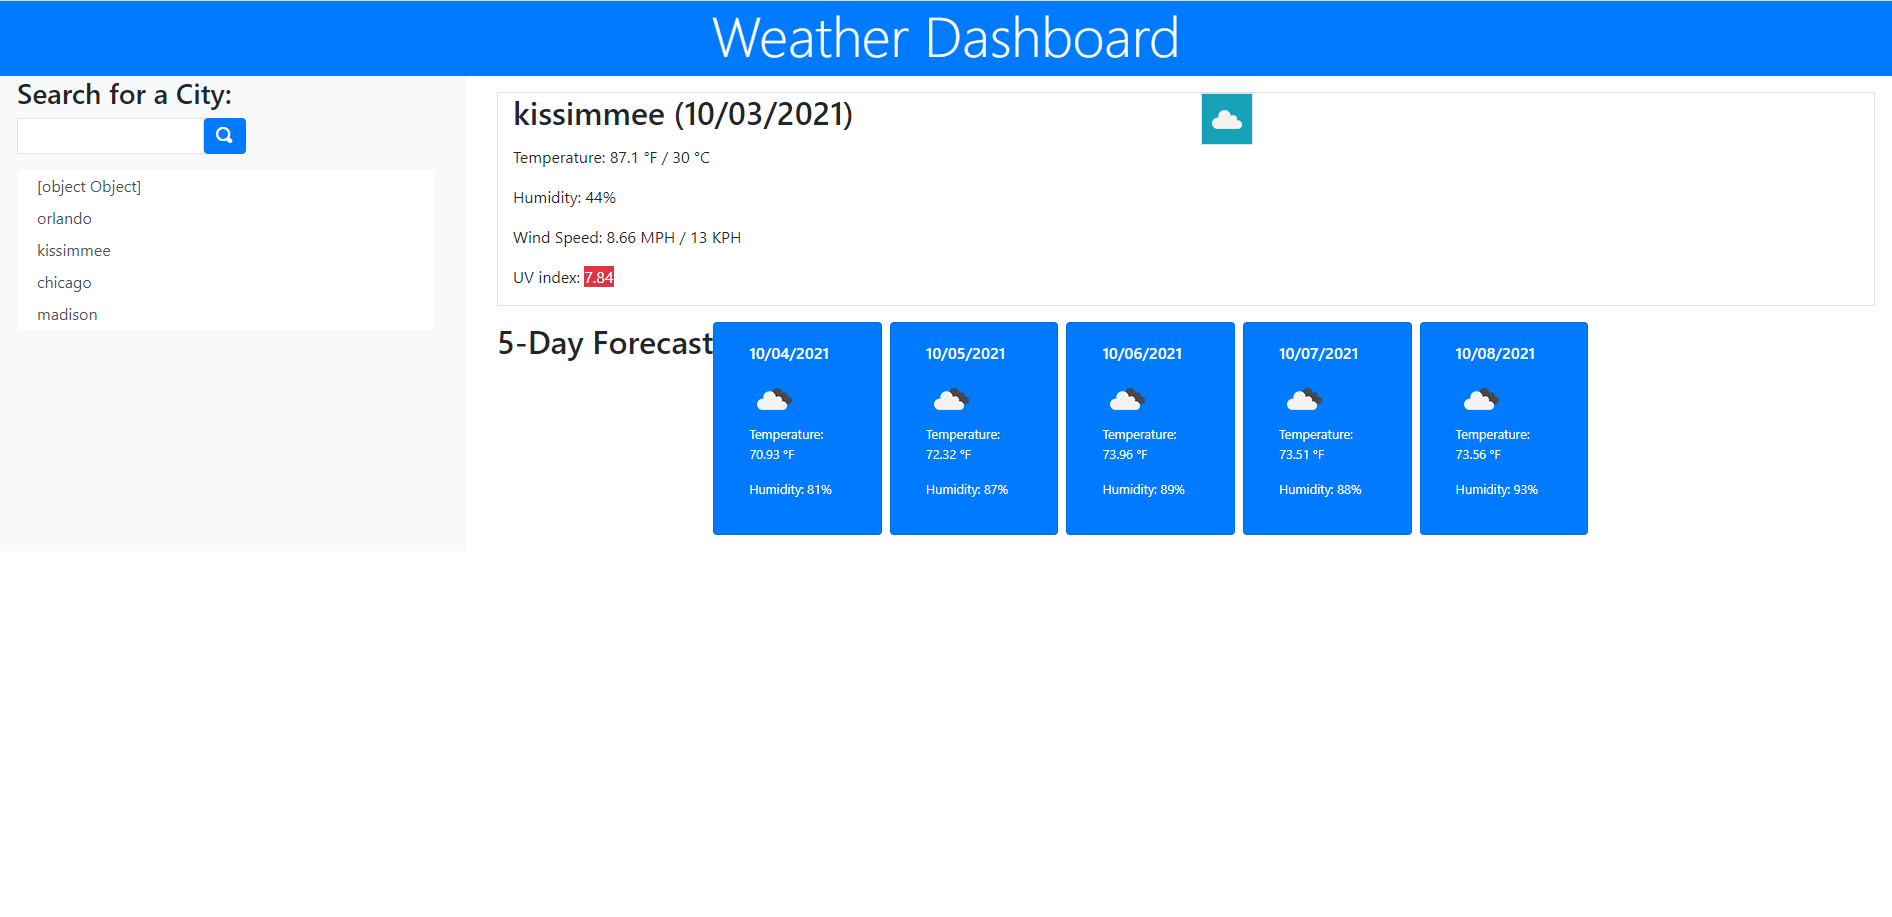 Weather Dashboard
Search for a City:
[object Object]
orlando
kissimmee
chicago
madison
kissimmee (10/03/2021)
Temperature: 87.1 °F / 30 °C
Humidity: 44%
Wind Speed: 8.66 MPH / 13 KPH
UV index: 7.84
5-Day Forecast
10/04/2021
Temperature:
70.93 °F
Humidity: 81%
10/05/2021
Temperature:
72.32 °F
Humidity: 87%
10/06/2021
Temperature:
73.96 °F
Humidity: 89%
10/07/2021
Temperature:
73.51 °F
Humidity: 88%
10/08/2021
Temperature:
73.56 °F
Humidity: 93%